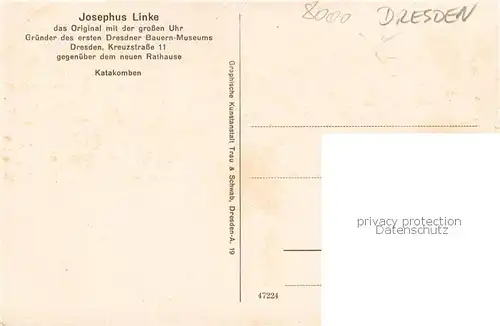 Josephus Linke
das Original mit der großen Uhr
Gründer des ersten Dresdner Bauern-Museums
Dresden, Kreuzstraße 11
gegenüber dem neuen Rathause
Katakomben
Graphische Kunstanstalt Trau & Schwab, Dresden-A. 19
8000 DRESDEN
47224
privacy protection
Datenschutz